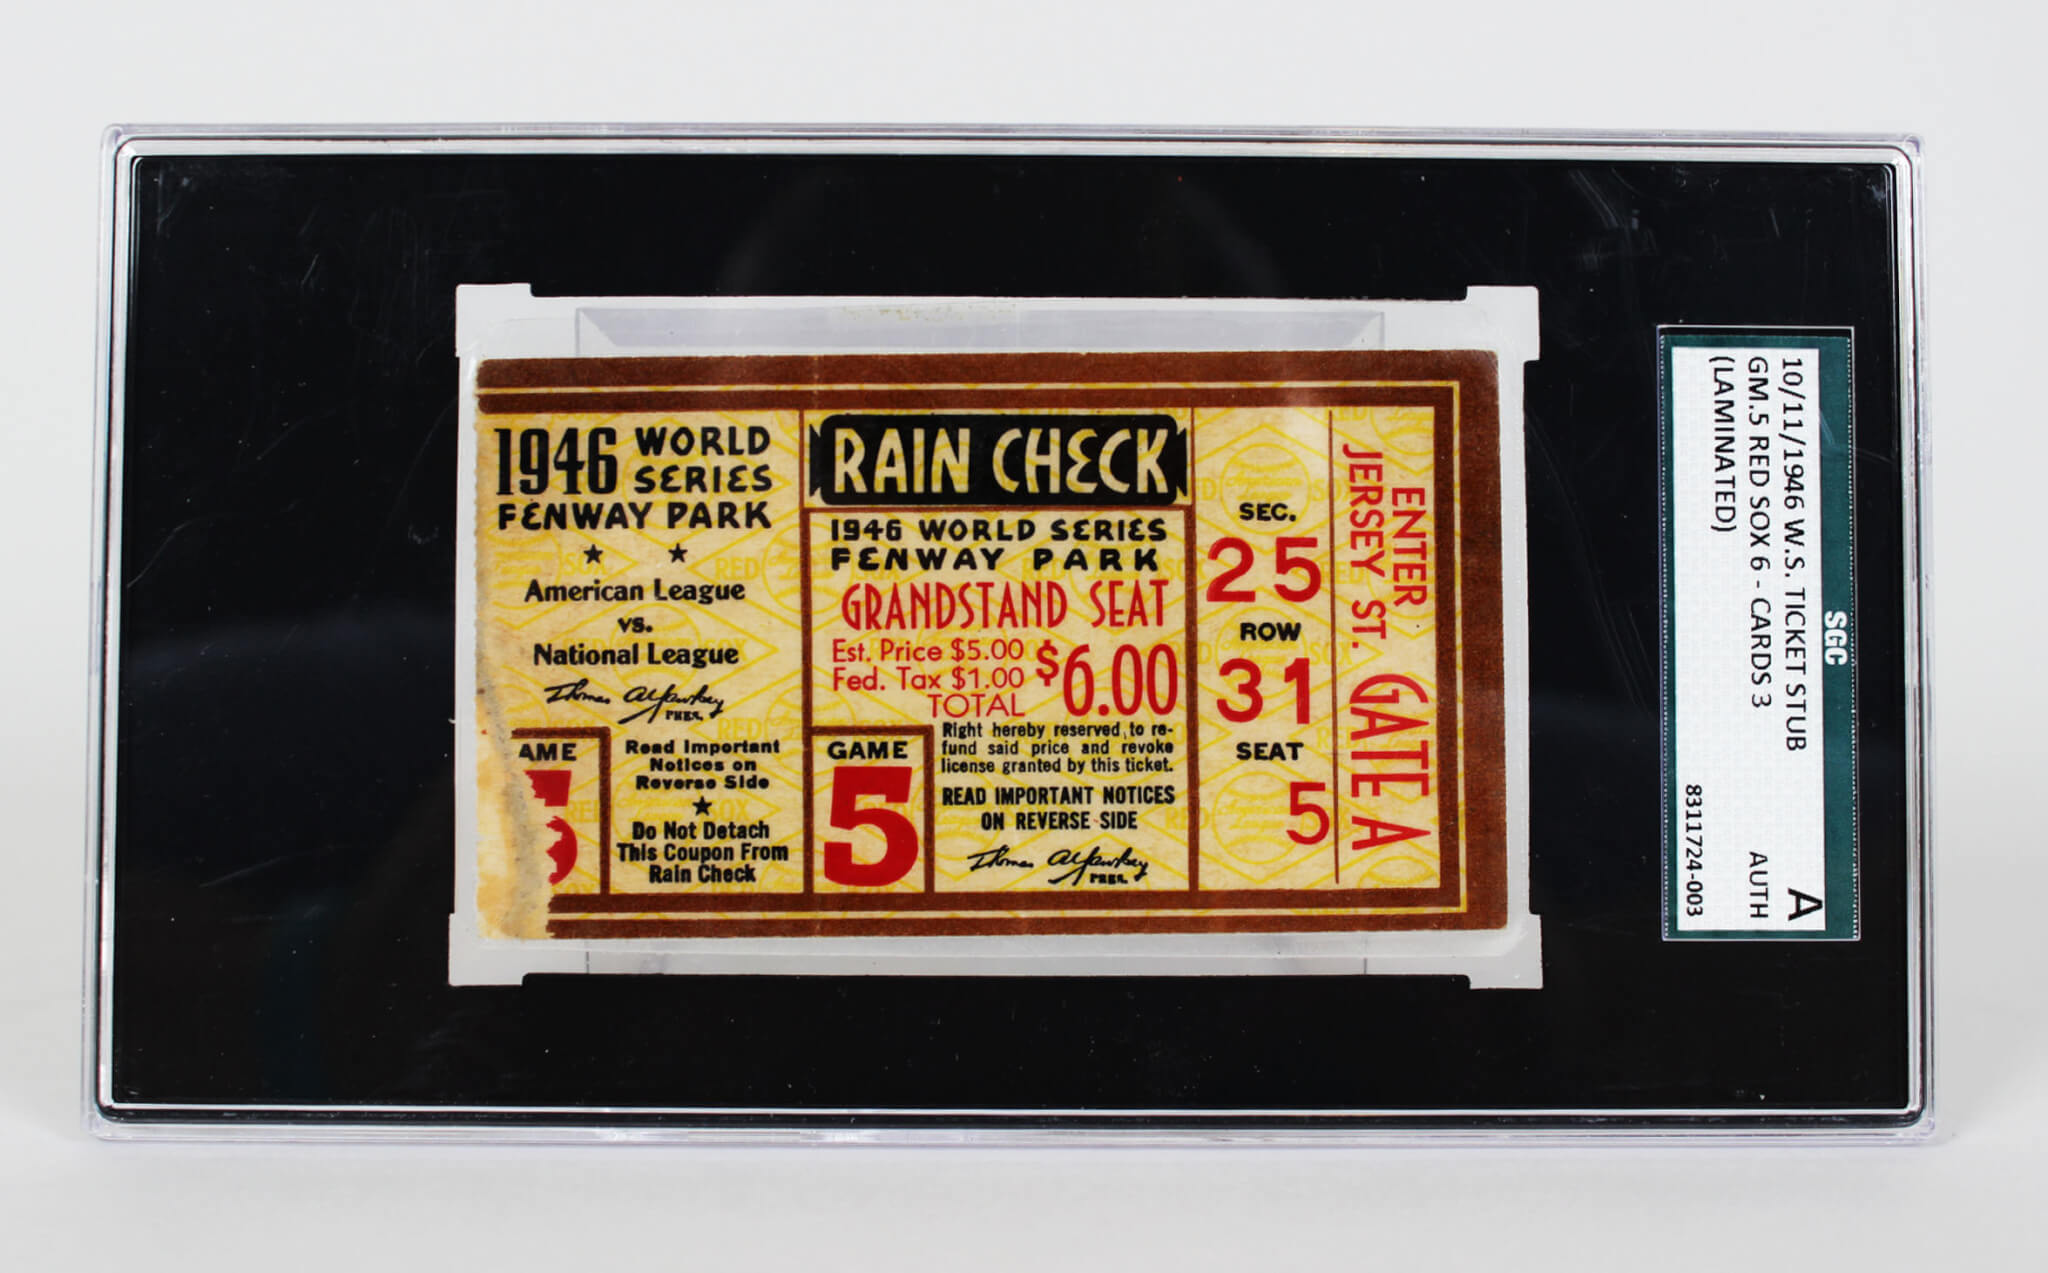 1946 WORLD
SERIES
FENWAY PARK
★ ★
American League
vs.
National League
Thomas A. Yawkey
PRES.
AME
5
Read Important
Notices on
Reverse Side
★
Do Not Detach
This Coupon From
Rain Check
RAIN CHECK
1946 WORLD SERIES
FENWAY PARK
GRANDSTAND SEAT
Est. Price $5.00
Fed. Tax $1.00
TOTAL
$6.00
GAME
5
Right hereby reserved to re-
fund said price and revoke
license granted by this ticket.
READ IMPORTANT NOTICES
ON REVERSE SIDE
Thomas A. Yawkey
PRES.
SEC.
25
ROW
31
SEAT
5
ENTER
JERSEY ST. GATE A
SGC
10/11/1946 W.S. TICKET STUB A
GM.5 RED SOX 6 - CARDS 3 AUTH
(LAMINATED)
8311724-003